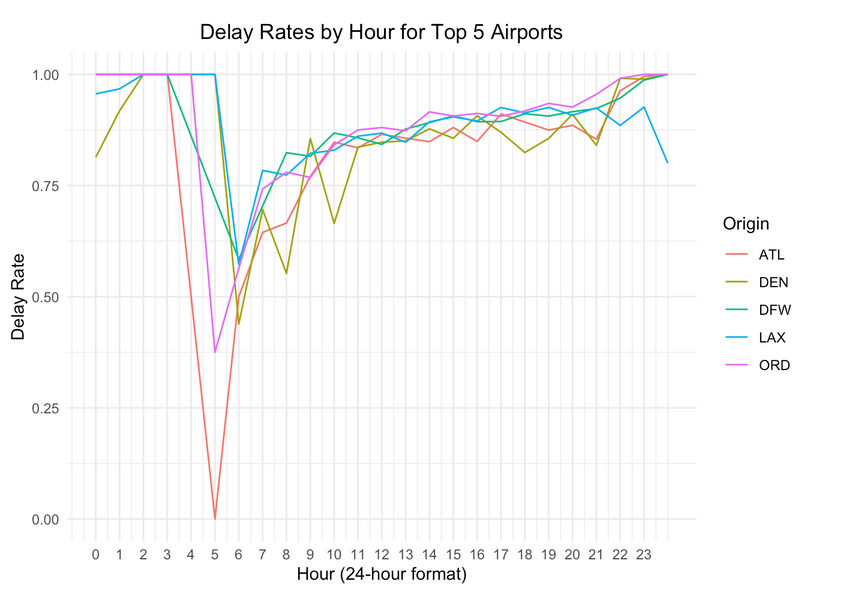 Delay Rates by Hour for Top 5 Airports
1.00
0.75
0.50
0.25
0.00
Delay Rate
0 1 2 3 4 5 6 7 8 9 10 11 12 13 14 15 16 17 18 19 20 21 22 23
Hour (24-hour format)
Origin
ATL
DEN
DFW
LAX
ORD